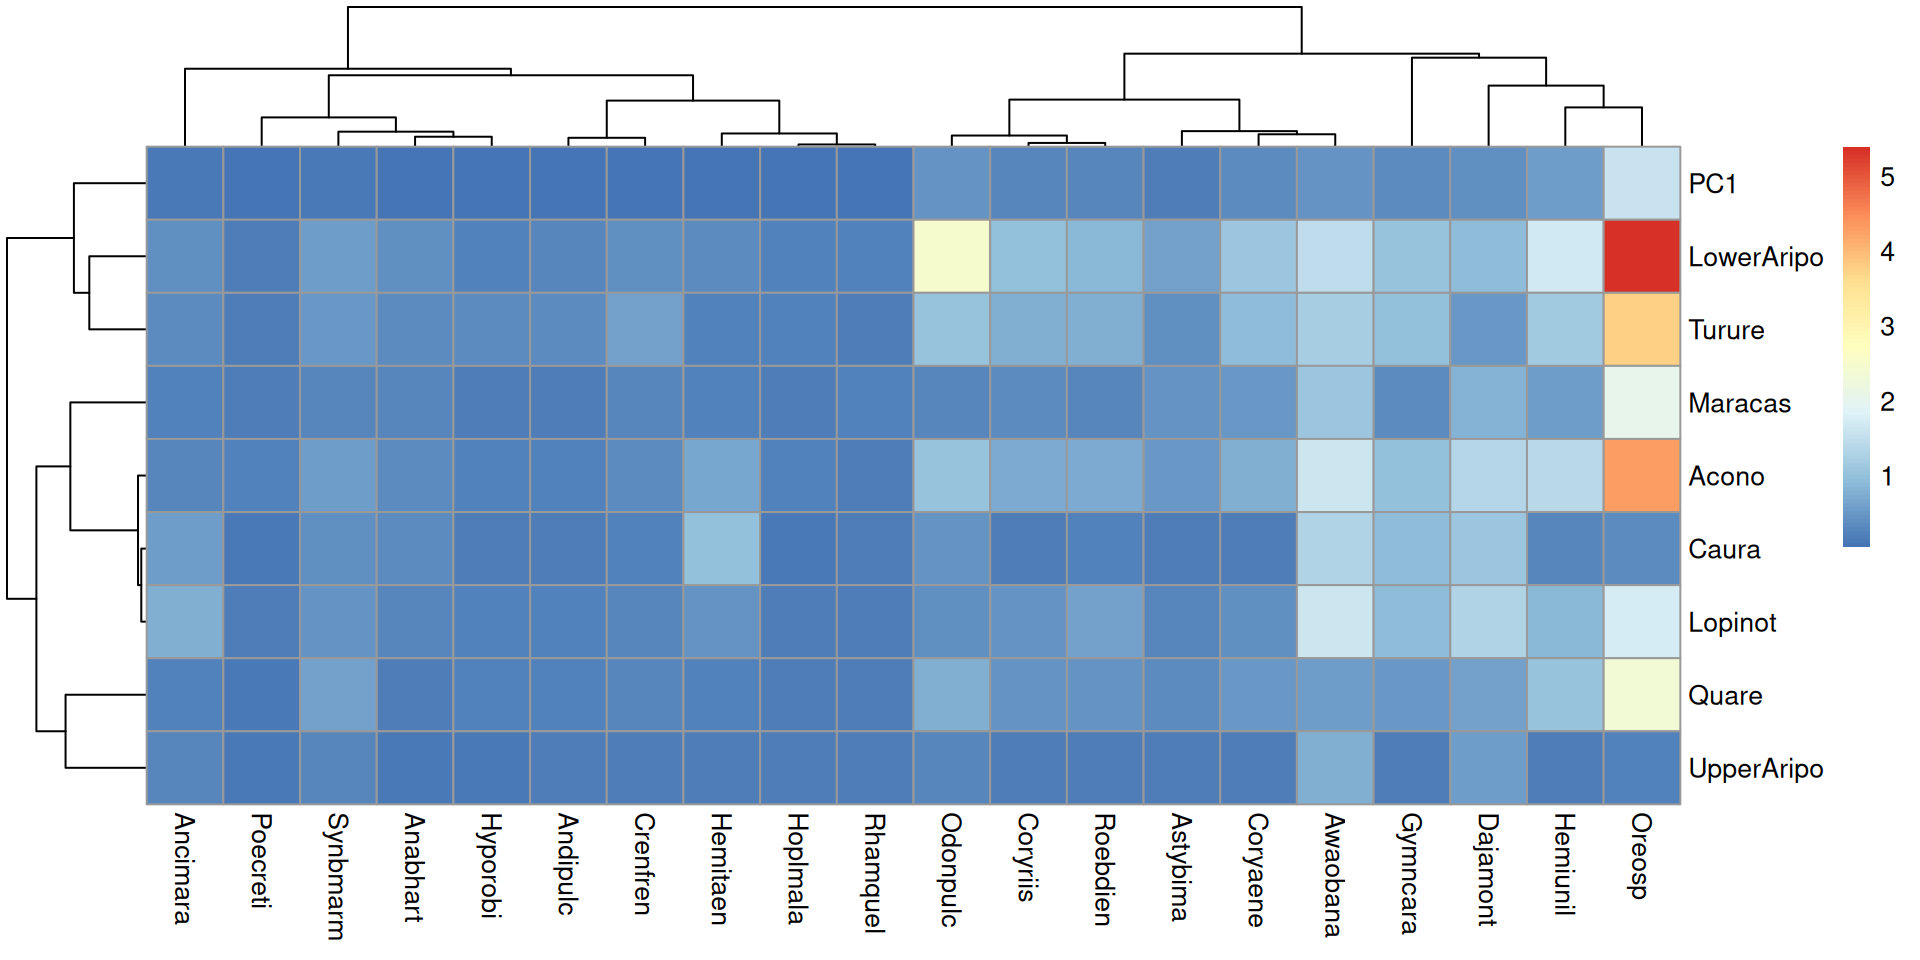 PC1
LowerAripo
Turure
Maracas
Acono
Caura
Lopinot
Quare
UpperAripo
5
4
3
2
1
Ancimara
Poecreti
Synbmarm
Anabhart
Hyporobi
Andipulc
Crenfren
Hemitaen
Hoplmala
Rhamquel
Odonpulc
Coryriis
Roebdien
Astybima
Coryaene
Awaobana
Gymncara
Dajamont
Hemiunil
Oreosp